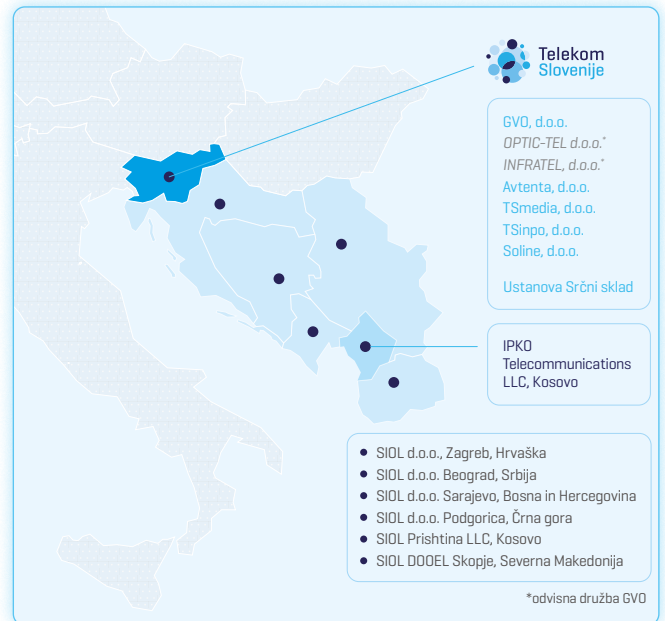 Telekom
Slovenije
GVO, d.o.o.
OPTIC-TEL d.o.o.*
INFRATEL, d.o.o.*
Avtenta, d.o.o.
TSmedia, d.o.o.
TSinpo, d.o.o.
Soline, d.o.o.
Ustanova Srčni sklad
IPKO
Telecommunications
LLC, Kosovo
• SIOL d.o.o., Zagreb, Hrvaška
• SIOL d.o.o. Beograd, Srbija
• SIOL d.o.o. Sarajevo, Bosna in Hercegovina
• SIOL d.o.o. Podgorica, Črna gora
• SIOL Prishtina LLC, Kosovo
• SIOL DOOEL Skopje, Severna Makedonija
*odvisna družba GVO